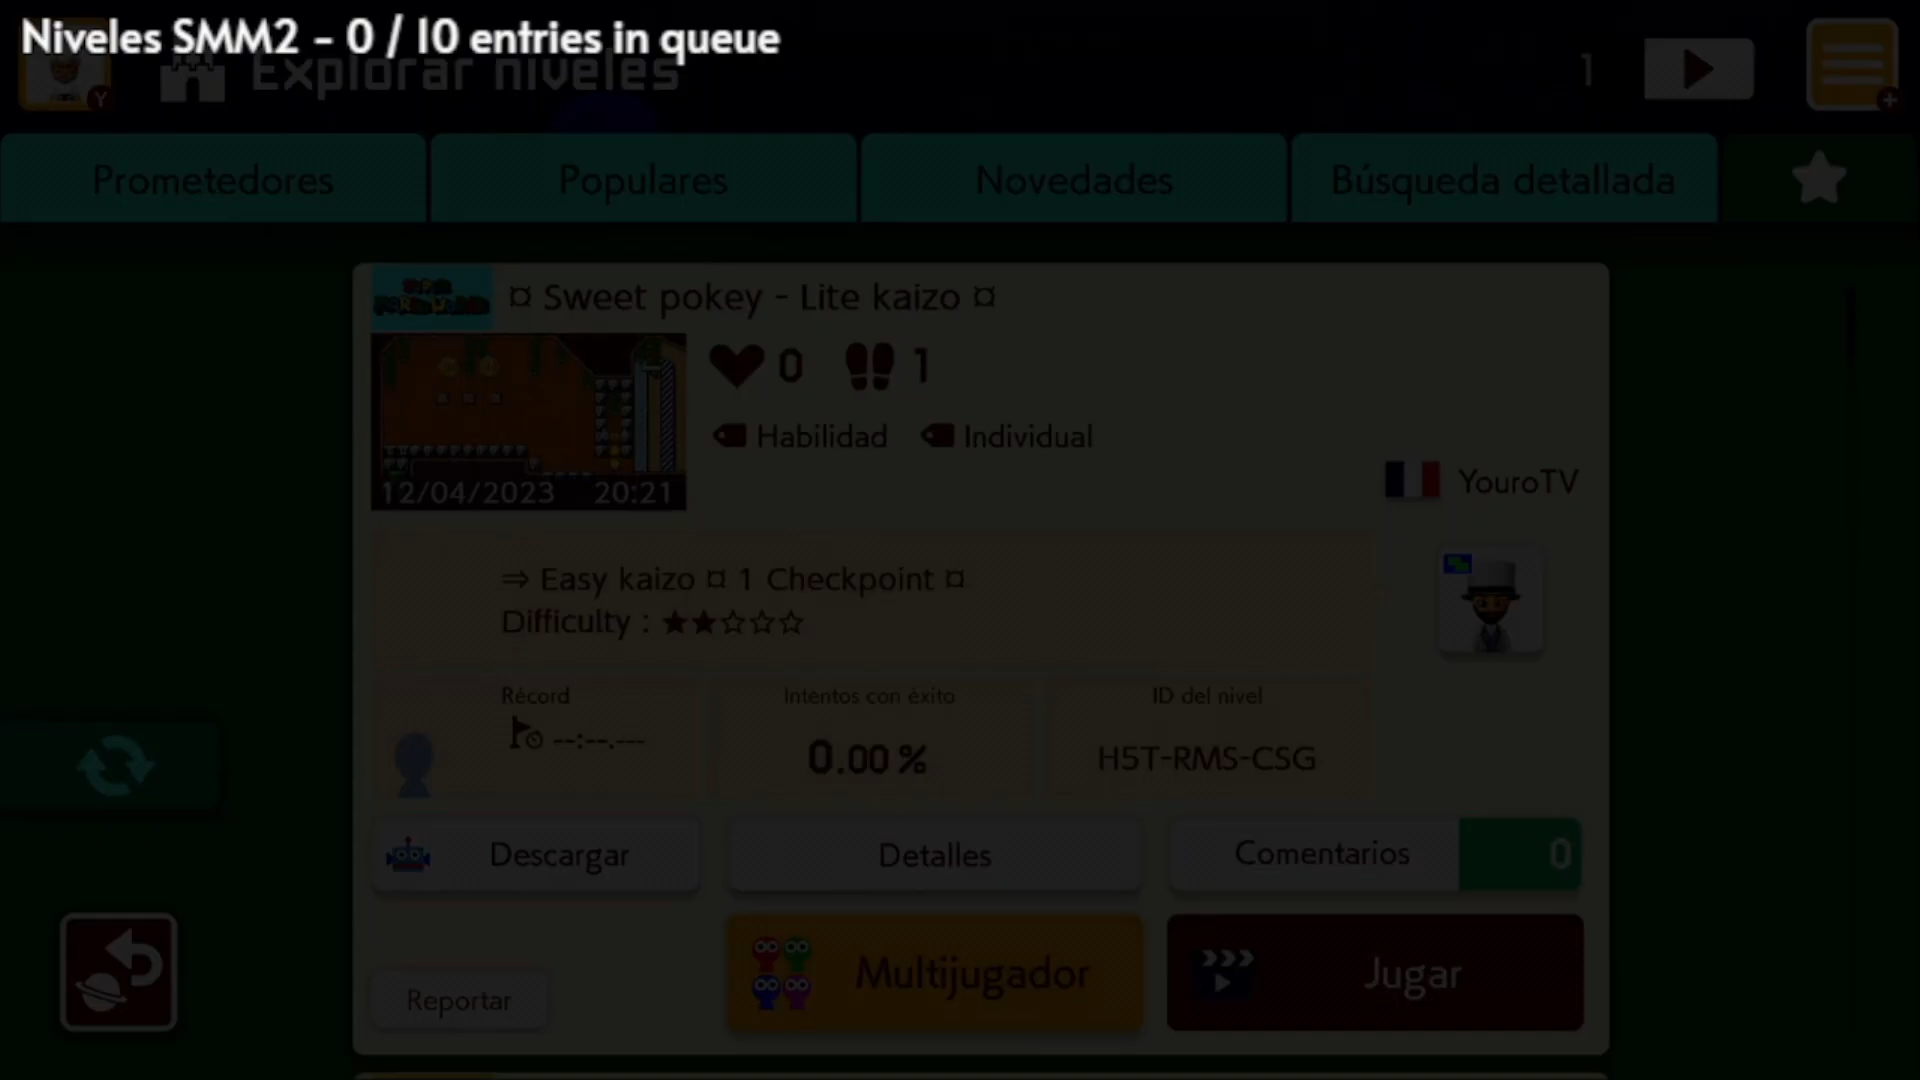 Niveles SMM2 - 0 / 10 entries in queue
Explorar niveles
1
Y
Prometedores
Populares
Novedades
Búsqueda detallada
¤ Sweet pokey - Lite kaizo ¤
0
1
Habilidad
Individual
12/04/2023 20:21
YouroTV
⇒ Easy kaizo ¤ 1 Checkpoint ¤
Difficulty : ★★☆☆☆
Récord
--:--.---
Intentos con éxito
0.00 %
ID del nivel
H5T-RMS-CSG
Descargar
Detalles
Comentarios
0
Reportar
Multijugador
Jugar